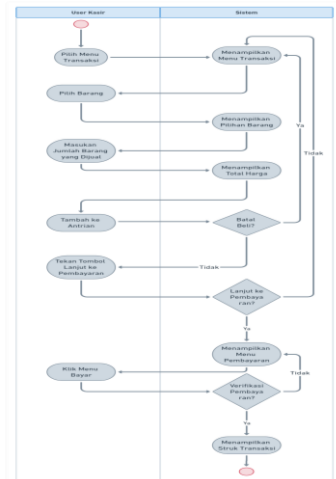 User Kasir
Sistem
Pilih Menu
Transaksi
Menampilkan
Menu Transaksi
Pilih Barang
Menampilkan
Pilihan Barang
Ya
Tidak
Masukan
Jumlah Barang
yang Dijual
Menampilkan
Total Harga
Tambah ke
Antrian
Batal
Beli?
Tekan Tombol
Lanjut ke
Pembayaran
Tidak
Lanjut ke
Pembaya
ran?
Ya
Menampilkan
Menu
Pembayaran
Klik Menu
Bayar
Tidak
Verifikasi
Pembaya
ran?
Ya
Menampilkan
Struk Transaksi